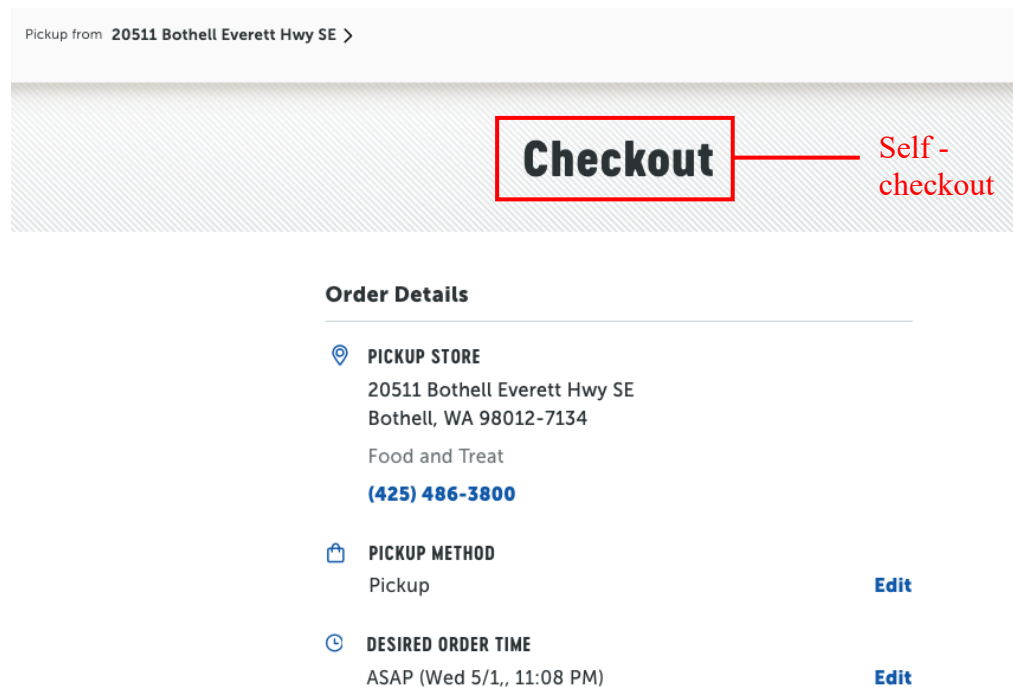 Pickup from 20511 Bothell Everett Hwy SE
Checkout
Self -
checkout
Order Details
PICKUP STORE
20511 Bothell Everett Hwy SE
Bothell, WA 98012-7134
Food and Treat
(425) 486-3800
PICKUP METHOD
Pickup Edit
DESIRED ORDER TIME
ASAP (Wed 5/1,, 11:08 PM) Edit